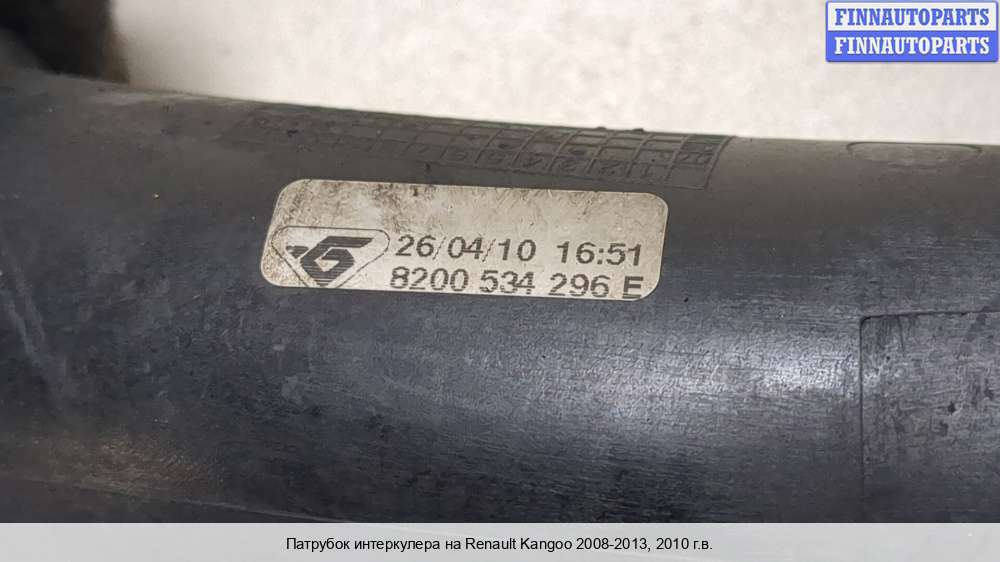 FINNAUTOPARTS
FINNAUTOPARTS
26/04/10 16:51
8200 534 296 E
Патрубок интеркулера на Renault Kangoo 2008-2013, 2010 г.в.